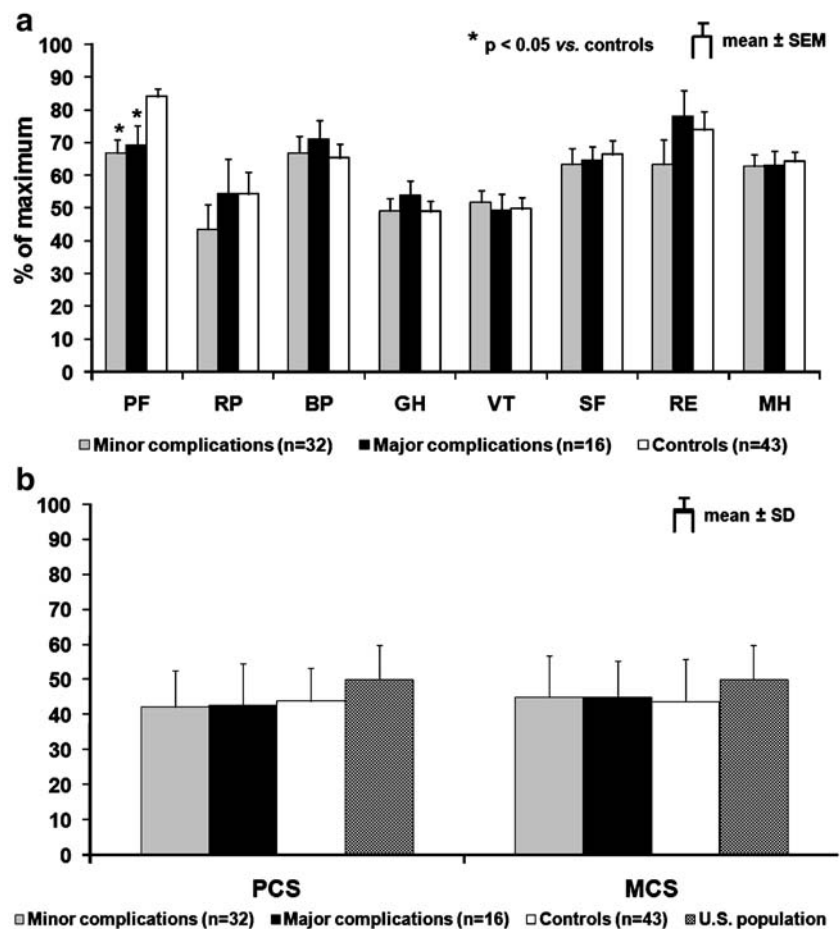 a
* p < 0.05 vs. controls
mean ± SEM
% of maximum
100
90
80
70
60
50
40
30
20
10
0
* *
PF RP BP GH VT SF RE MH
Minor complications (n=32) Major complications (n=16) Controls (n=43)
b
mean ± SD
100
90
80
70
60
50
40
30
20
10
0
PCS MCS
Minor complications (n=32) Major complications (n=16) Controls (n=43) U.S. population